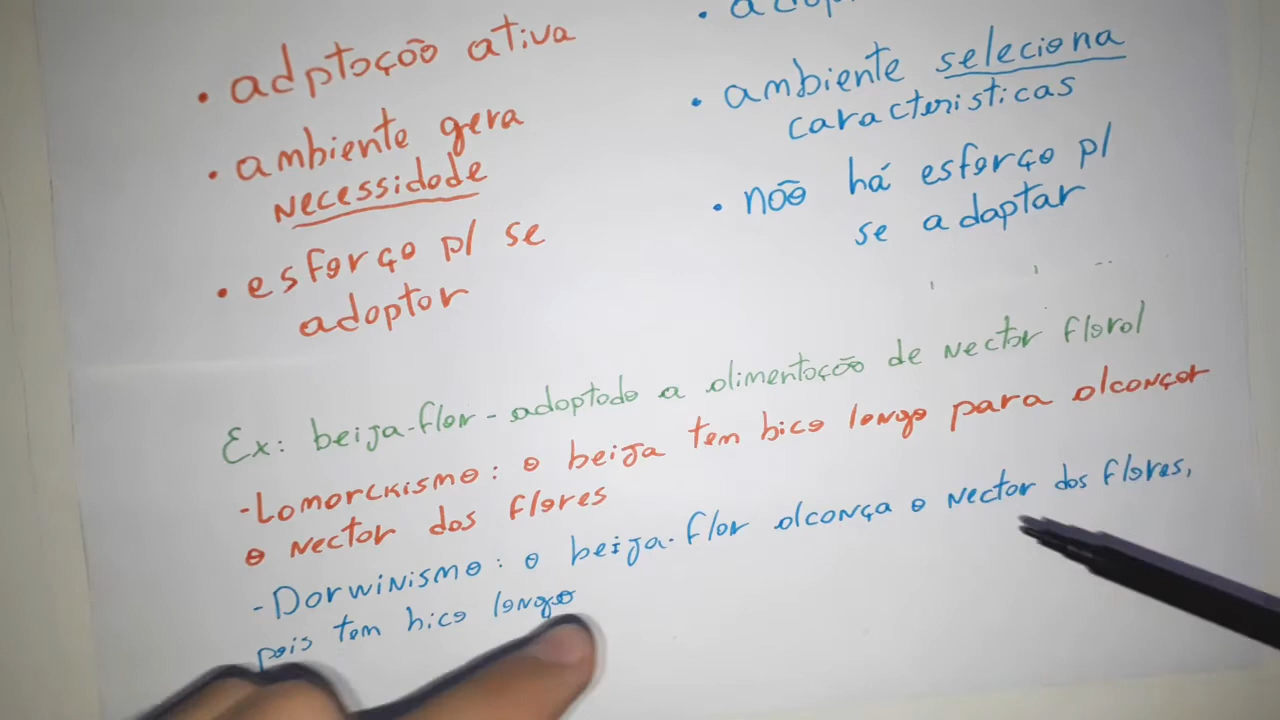 • adptação ativa
• ambiente gera
necessidade
• esforço p/ se
adaptar
• ambiente seleciona
características
• não há esforço p/
se adaptar
Ex: beija-flor - adaptado a alimentação de nectar floral
- Lamarckismo: o beija tem bico longo para alcançar
o nectar das flores
- Darwinismo: o beija-flor alcança o nectar das flores,
pois tem bico longo